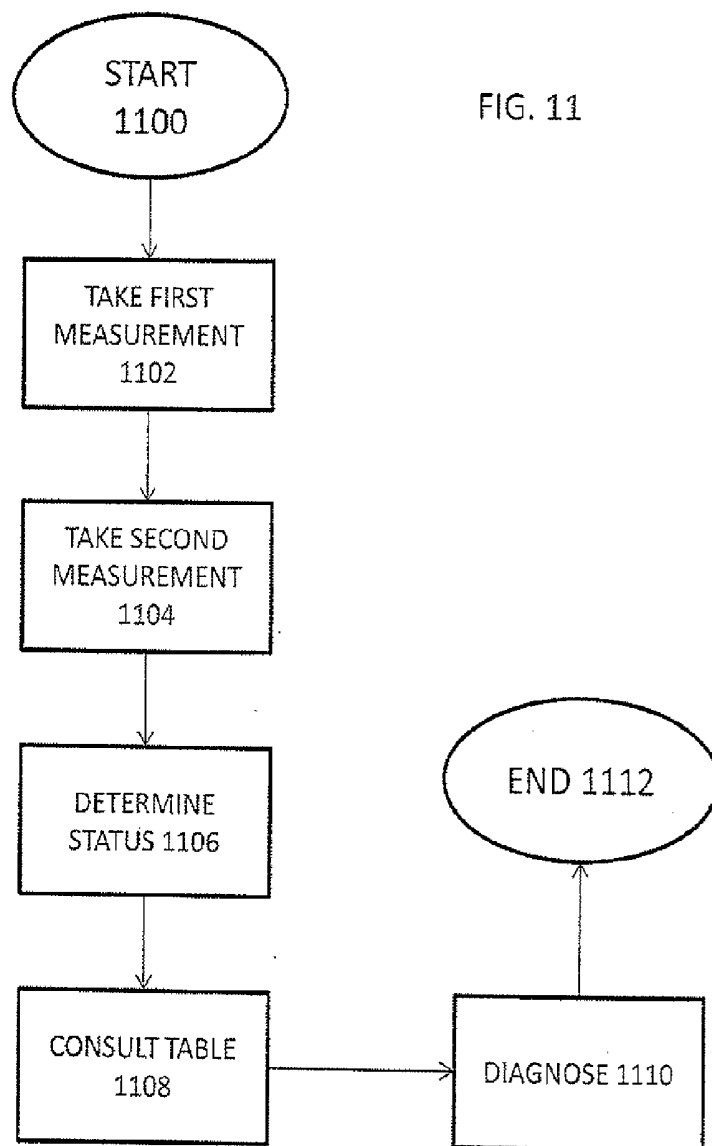 START
1100
FIG. 11
TAKE FIRST
MEASUREMENT
1102
TAKE SECOND
MEASUREMENT
1104
DETERMINE
STATUS 1106
CONSULT TABLE
1108
DIAGNOSE 1110
END 1112